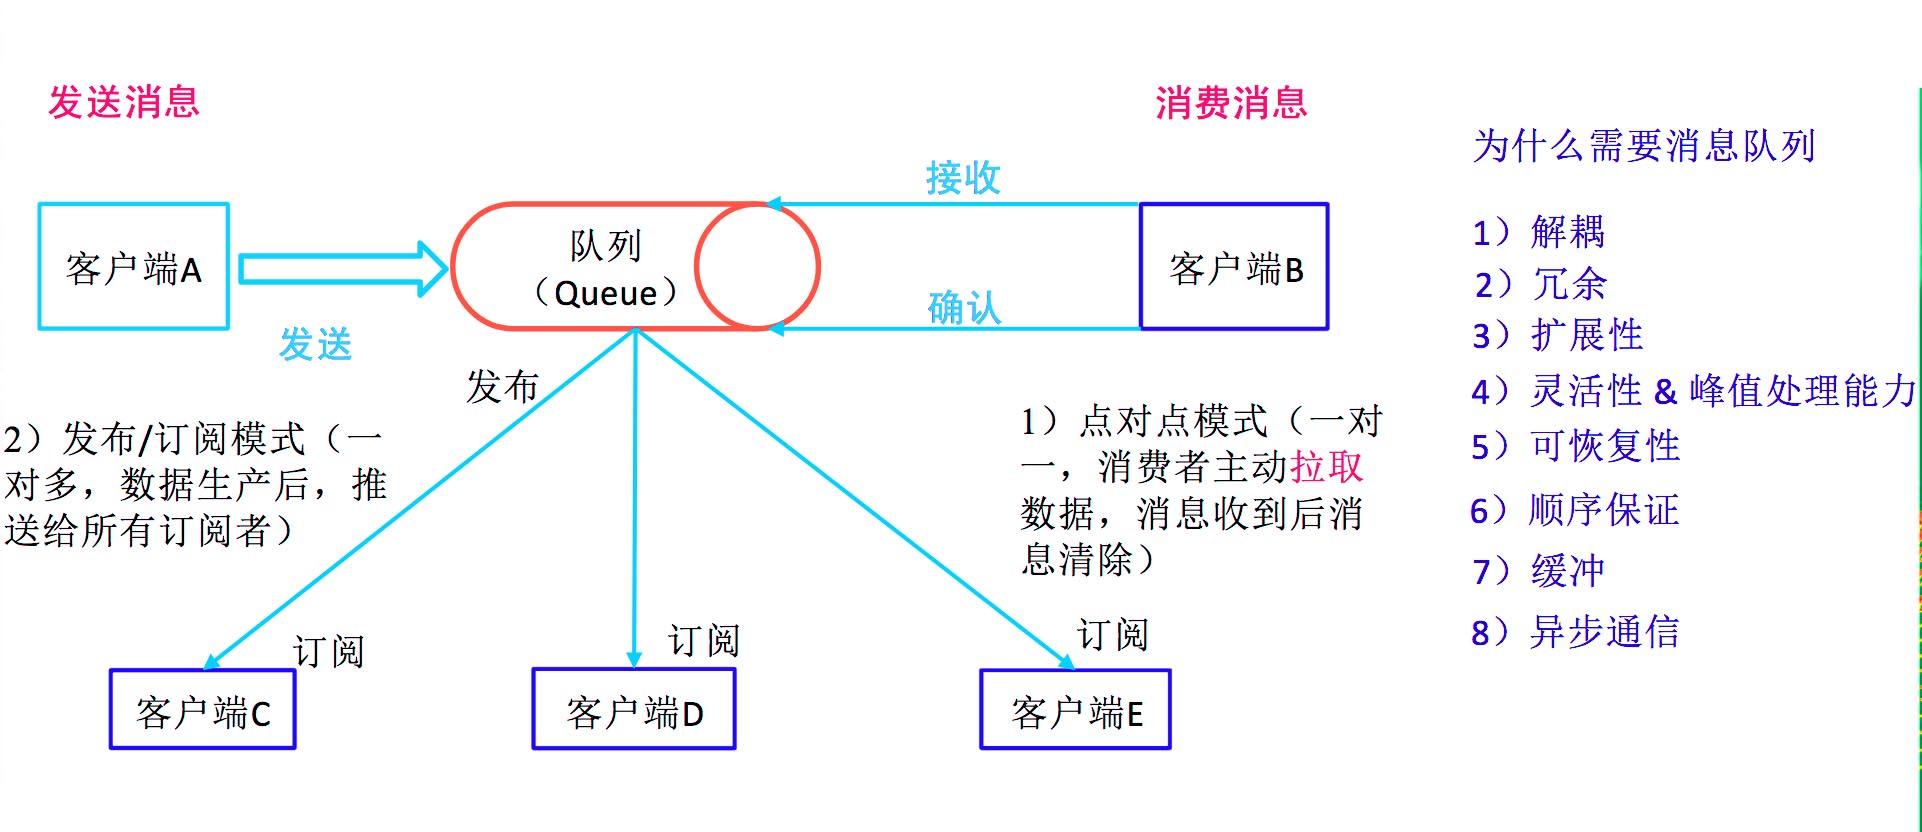 发送消息
消费消息
为什么需要消息队列
接收
客户端A
队列
（Queue）
客户端B
发送
确认
发布
2）发布/订阅模式（一
对多，数据生产后，推
送给所有订阅者）
1）点对点模式（一对
一，消费者主动拉取
数据，消息收到后消
息清除）
订阅
订阅
订阅
客户端C
客户端D
客户端E
1）解耦
2）冗余
3）扩展性
4）灵活性 & 峰值处理能力
5）可恢复性
6）顺序保证
7）缓冲
8）异步通信